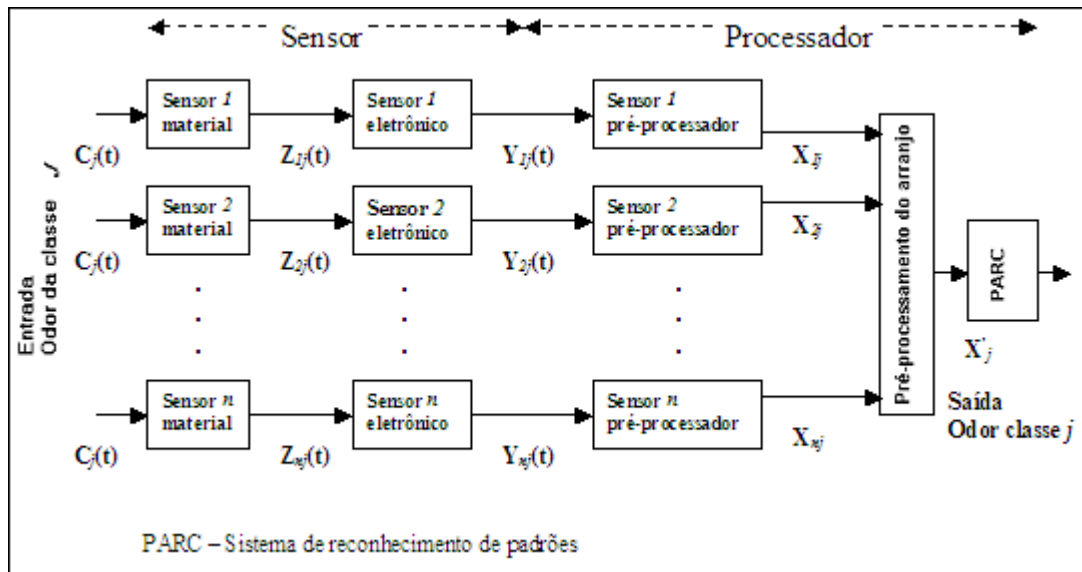 Sensor
Processador
Sensor 1
material
Sensor 1
eletrônico
Sensor 1
pré-processador
Cj(t)
Z1j(t)
Y1j(t)
X1j
Sensor 2
material
Sensor 2
eletrônico
Sensor 2
pré-processador
Cj(t)
Z2j(t)
Y2j(t)
X2j
Entrada
Odor da classe
Pré-processamento do arranjo
PARC
X'j
Sensor n
material
Sensor n
eletrônico
Sensor n
pré-processador
Cj(t)
Znj(t)
Ynj(t)
Xnj
Saída
Odor classe j
PARC – Sistema de reconhecimento de padrões